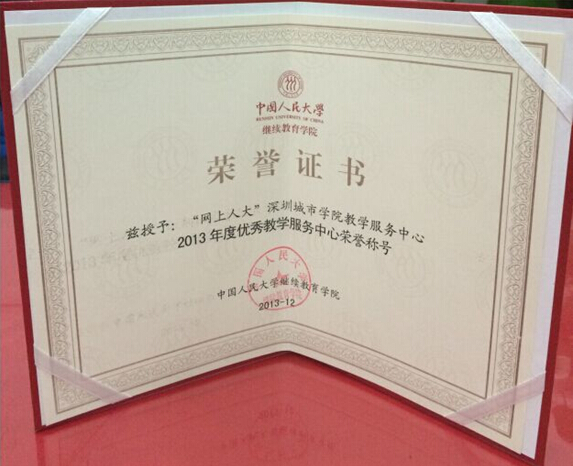 中国人民大学
RENMIN UNIVERSITY OF CHINA
继续教育学院
荣誉证书
兹授予：“网上人大”深圳城市学院教学服务中心
2013年度优秀教学服务中心荣誉称号
中国人民大学继续教育学院
2013-12